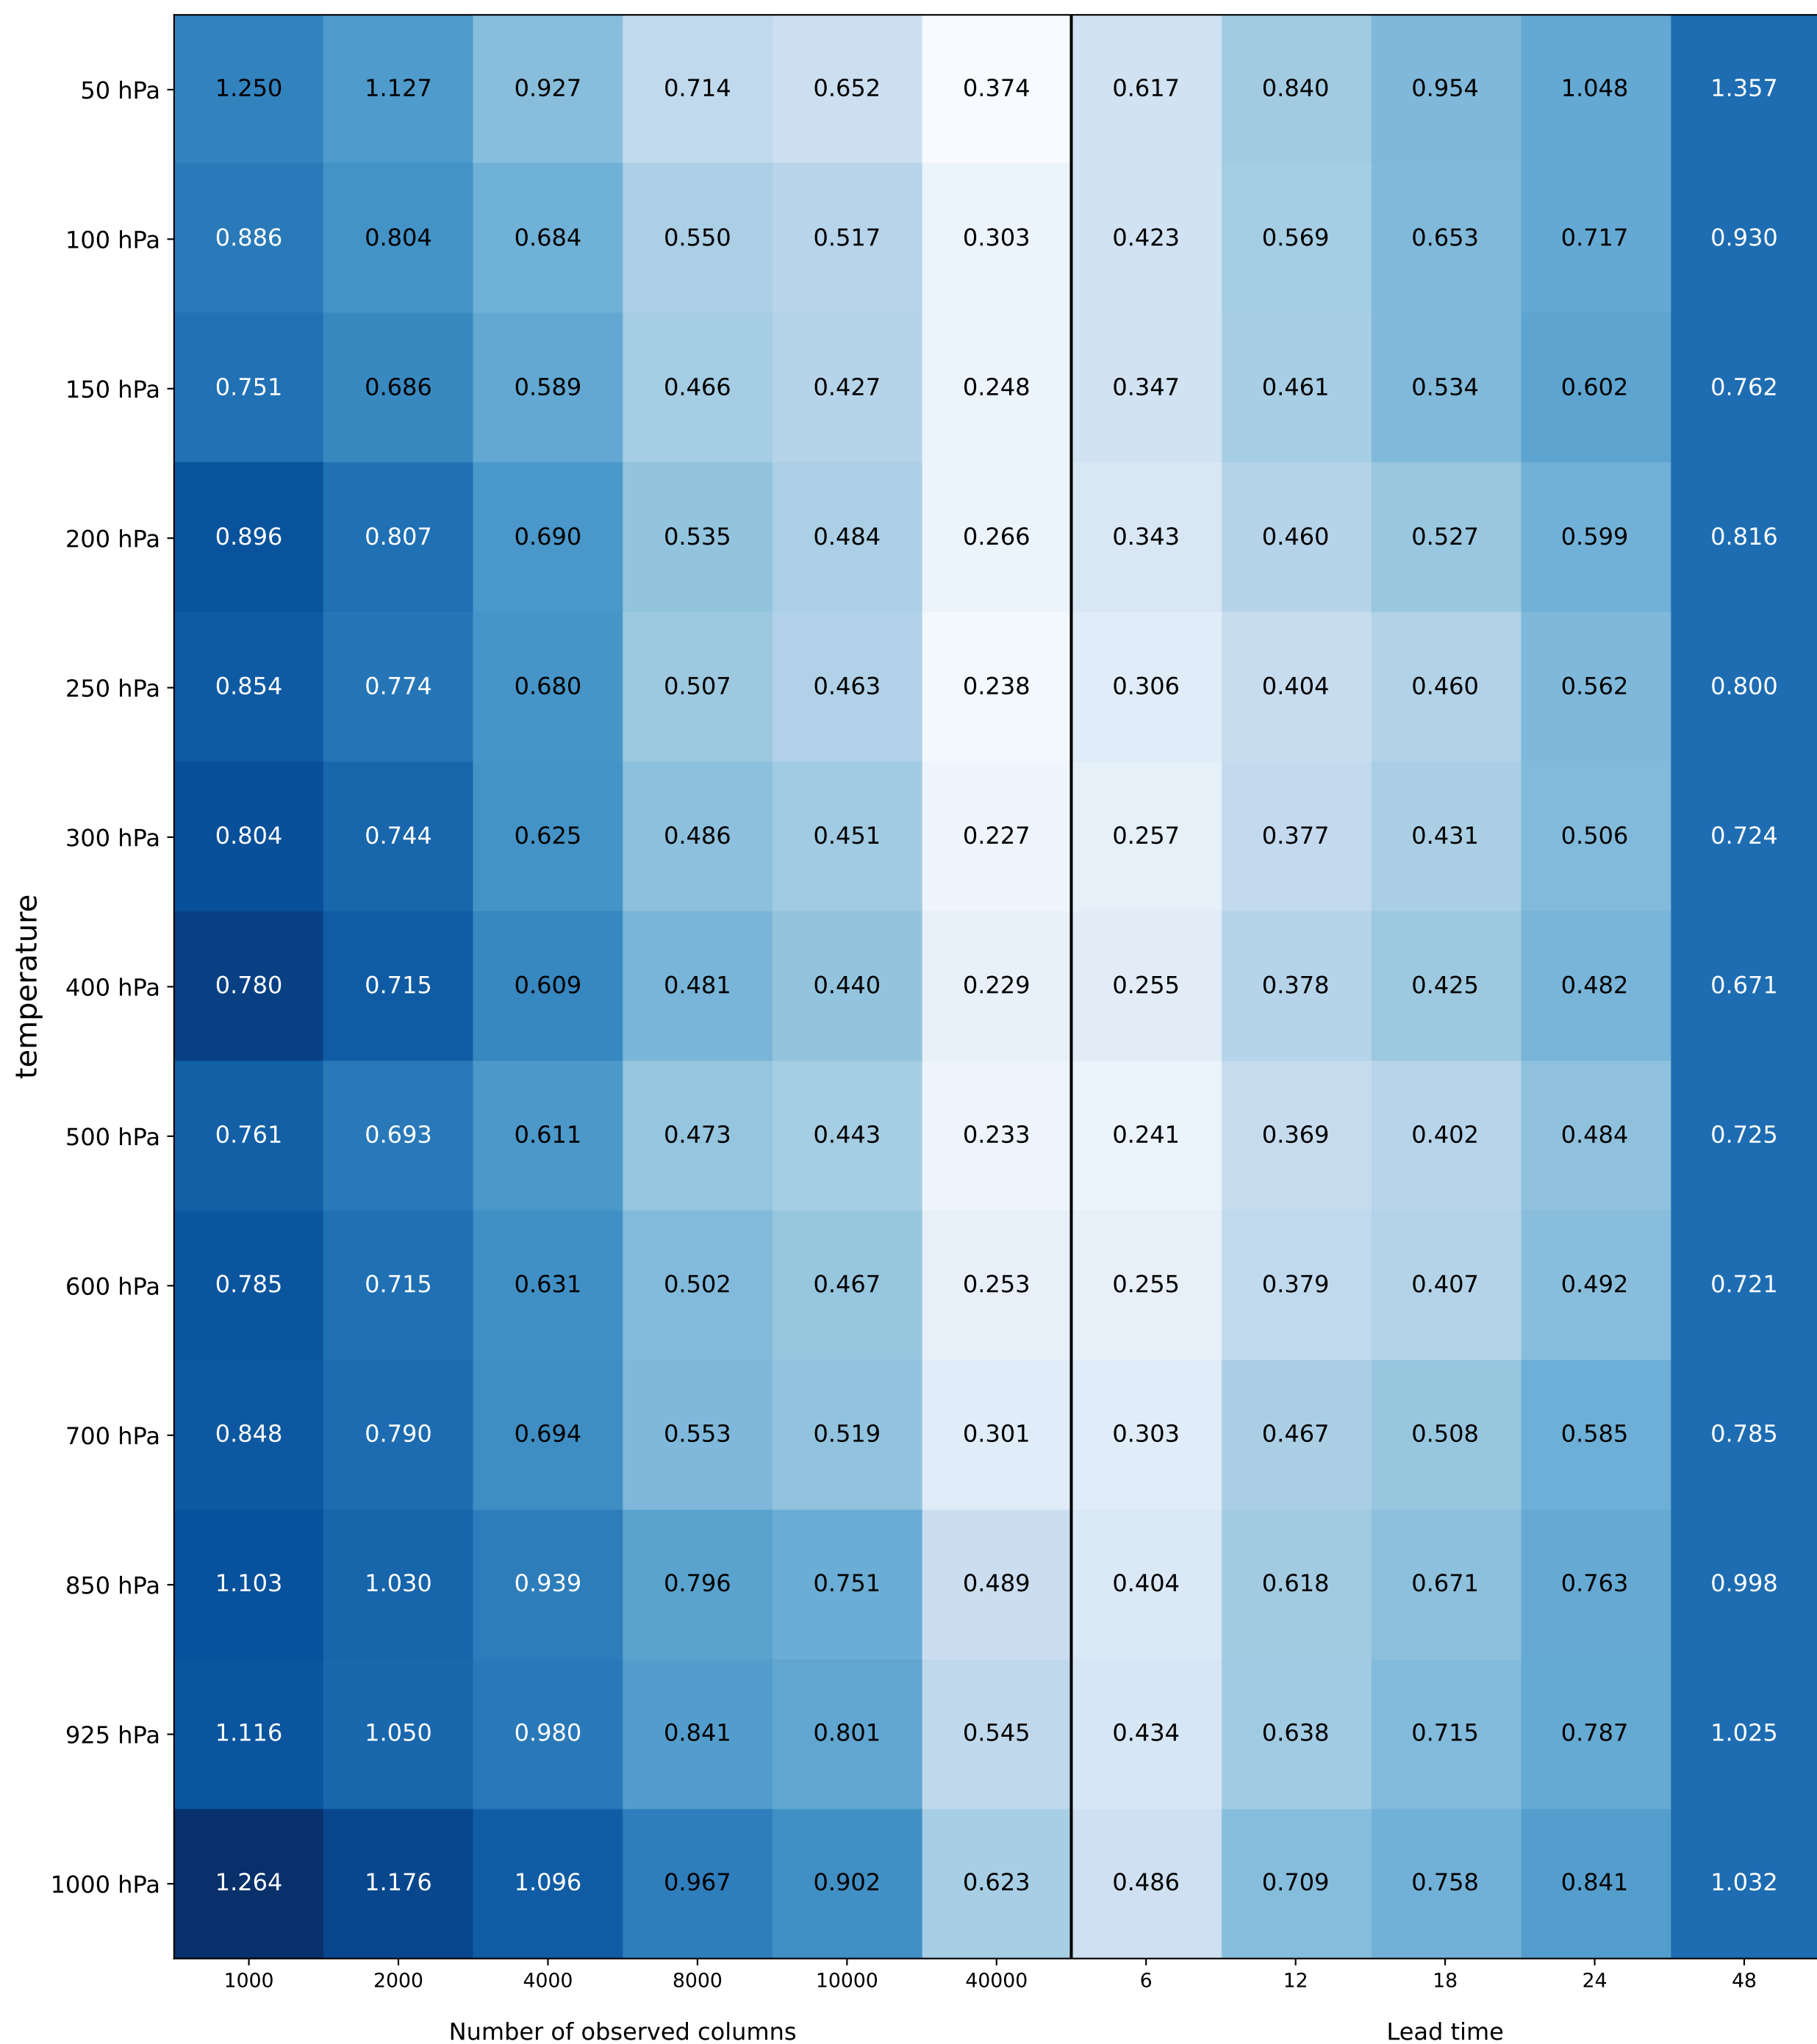 50 hPa 1.250 1.127 0.927 0.714 0.652 0.374 0.617 0.840 0.954 1.048 1.357
100 hPa 0.886 0.804 0.684 0.550 0.517 0.303 0.423 0.569 0.653 0.717 0.930
150 hPa 0.751 0.686 0.589 0.466 0.427 0.248 0.347 0.461 0.534 0.602 0.762
200 hPa 0.896 0.807 0.690 0.535 0.484 0.266 0.343 0.460 0.527 0.599 0.816
250 hPa 0.854 0.774 0.680 0.507 0.463 0.238 0.306 0.404 0.460 0.562 0.800
300 hPa 0.804 0.744 0.625 0.486 0.451 0.227 0.257 0.377 0.431 0.506 0.724
400 hPa 0.780 0.715 0.609 0.481 0.440 0.229 0.255 0.378 0.425 0.482 0.671
temperature
500 hPa 0.761 0.693 0.611 0.473 0.443 0.233 0.241 0.369 0.402 0.484 0.725
600 hPa 0.785 0.715 0.631 0.502 0.467 0.253 0.255 0.379 0.407 0.492 0.721
700 hPa 0.848 0.790 0.694 0.553 0.519 0.301 0.303 0.467 0.508 0.585 0.785
850 hPa 1.103 1.030 0.939 0.796 0.751 0.489 0.404 0.618 0.671 0.763 0.998
925 hPa 1.116 1.050 0.980 0.841 0.801 0.545 0.434 0.638 0.715 0.787 1.025
1000 hPa 1.264 1.176 1.096 0.967 0.902 0.623 0.486 0.709 0.758 0.841 1.032
1000 2000 4000 8000 10000 40000 6 12 18 24 48
Number of observed columns Lead time